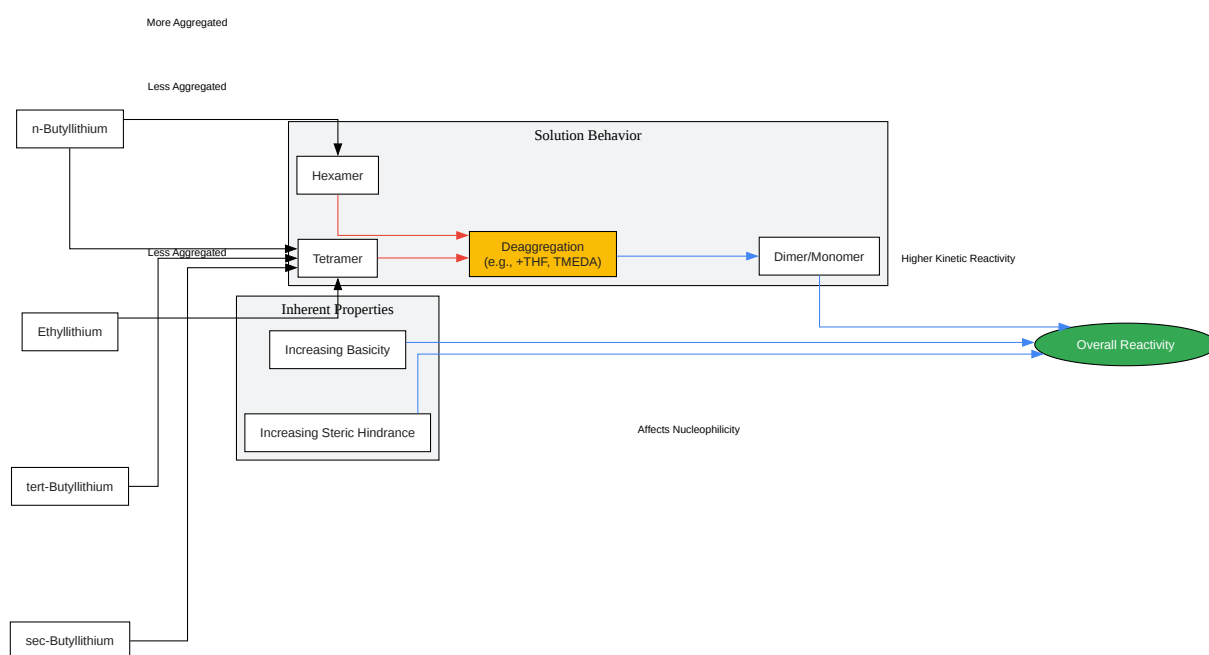 More Aggregated
Less Aggregated
n-Butyllithium
Solution Behavior
Hexamer
Less Aggregated
Tetramer
Deaggregation
(e.g., +THF, TMEDA)
Dimer/Monomer
Higher Kinetic Reactivity
Inherent Properties
Ethyllithium
Increasing Basicity
Overall Reactivity
Increasing Steric Hindrance
Affects Nucleophilicity
tert-Butyllithium
sec-Butyllithium